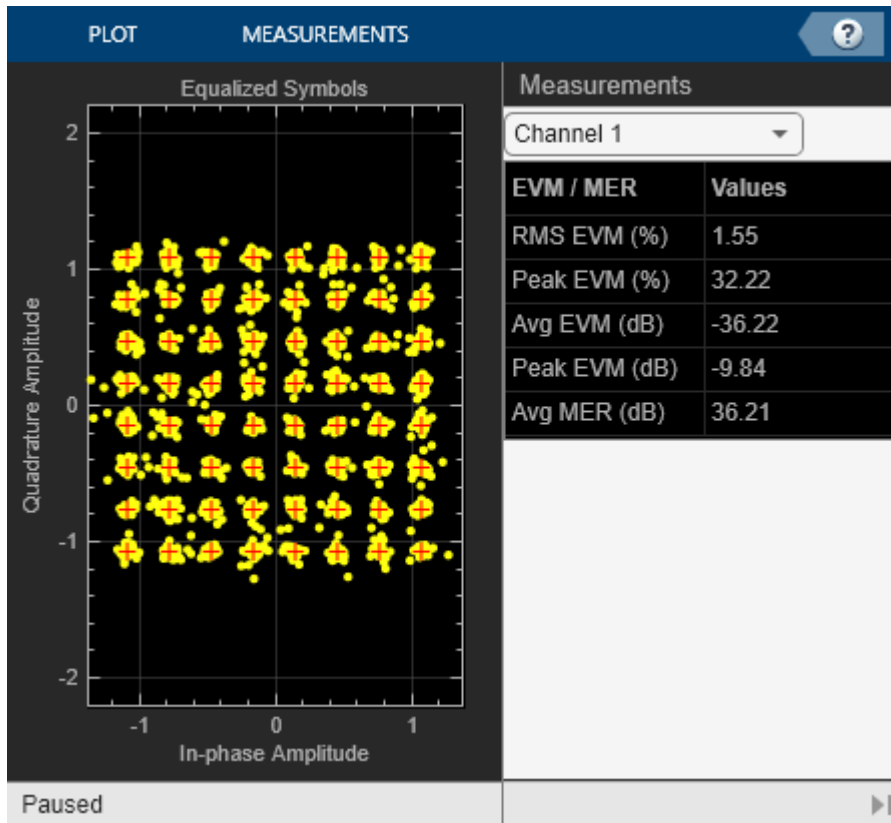 PLOT MEASUREMENTS ?
Equalized Symbols
2
1
0
-1
-2
Quadrature Amplitude
-1 0 1
In-phase Amplitude
Measurements
Channel 1
EVM / MER Values
RMS EVM (%) 1.55
Peak EVM (%) 32.22
Avg EVM (dB) -36.22
Peak EVM (dB) -9.84
Avg MER (dB) 36.21
Paused